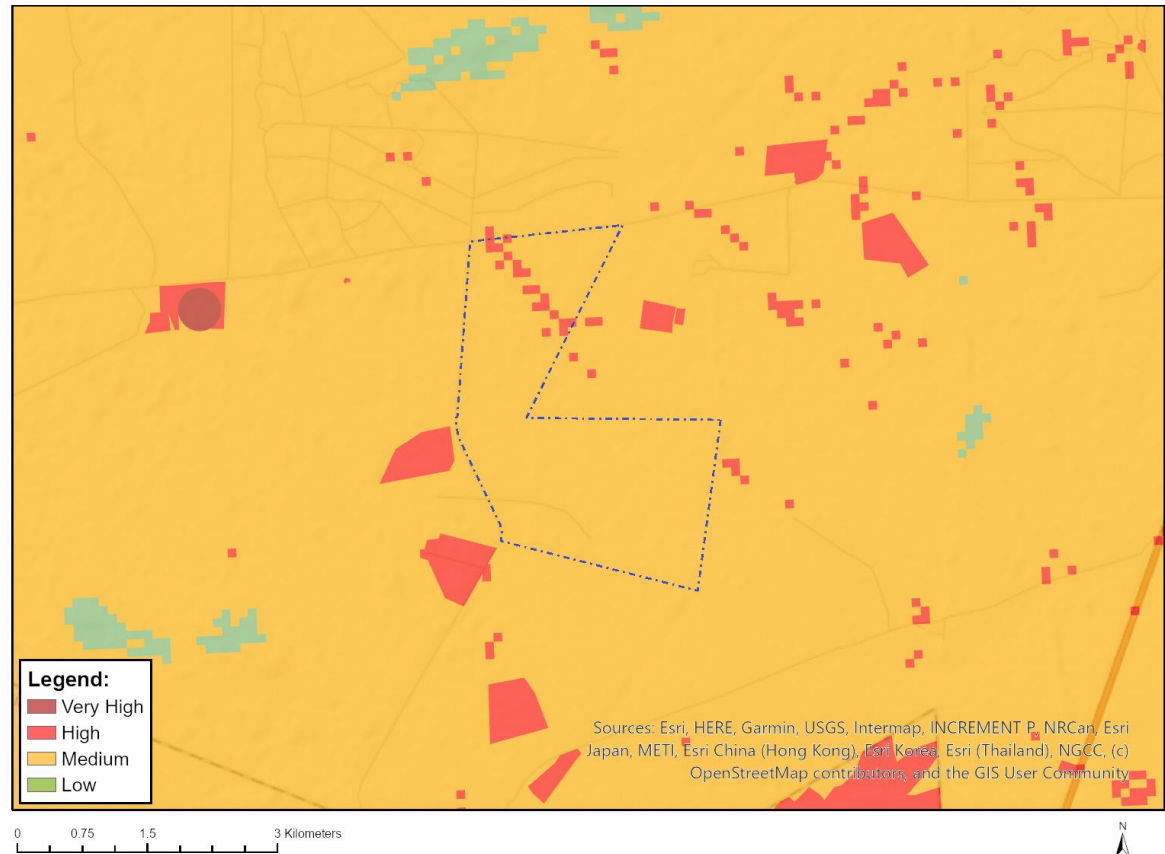 Legend:
Very High
High
Medium
Low
Sources: Esri, HERE, Garmin, USGS, Intermap, INCREMENT P, NRCan, Esri
Japan, METI, Esri China (Hong Kong), Esri Korea, Esri (Thailand), NGCC, (c)
OpenStreetMap contributors, and the GIS User Community
0 0.75 1.5 3 Kilometers
N